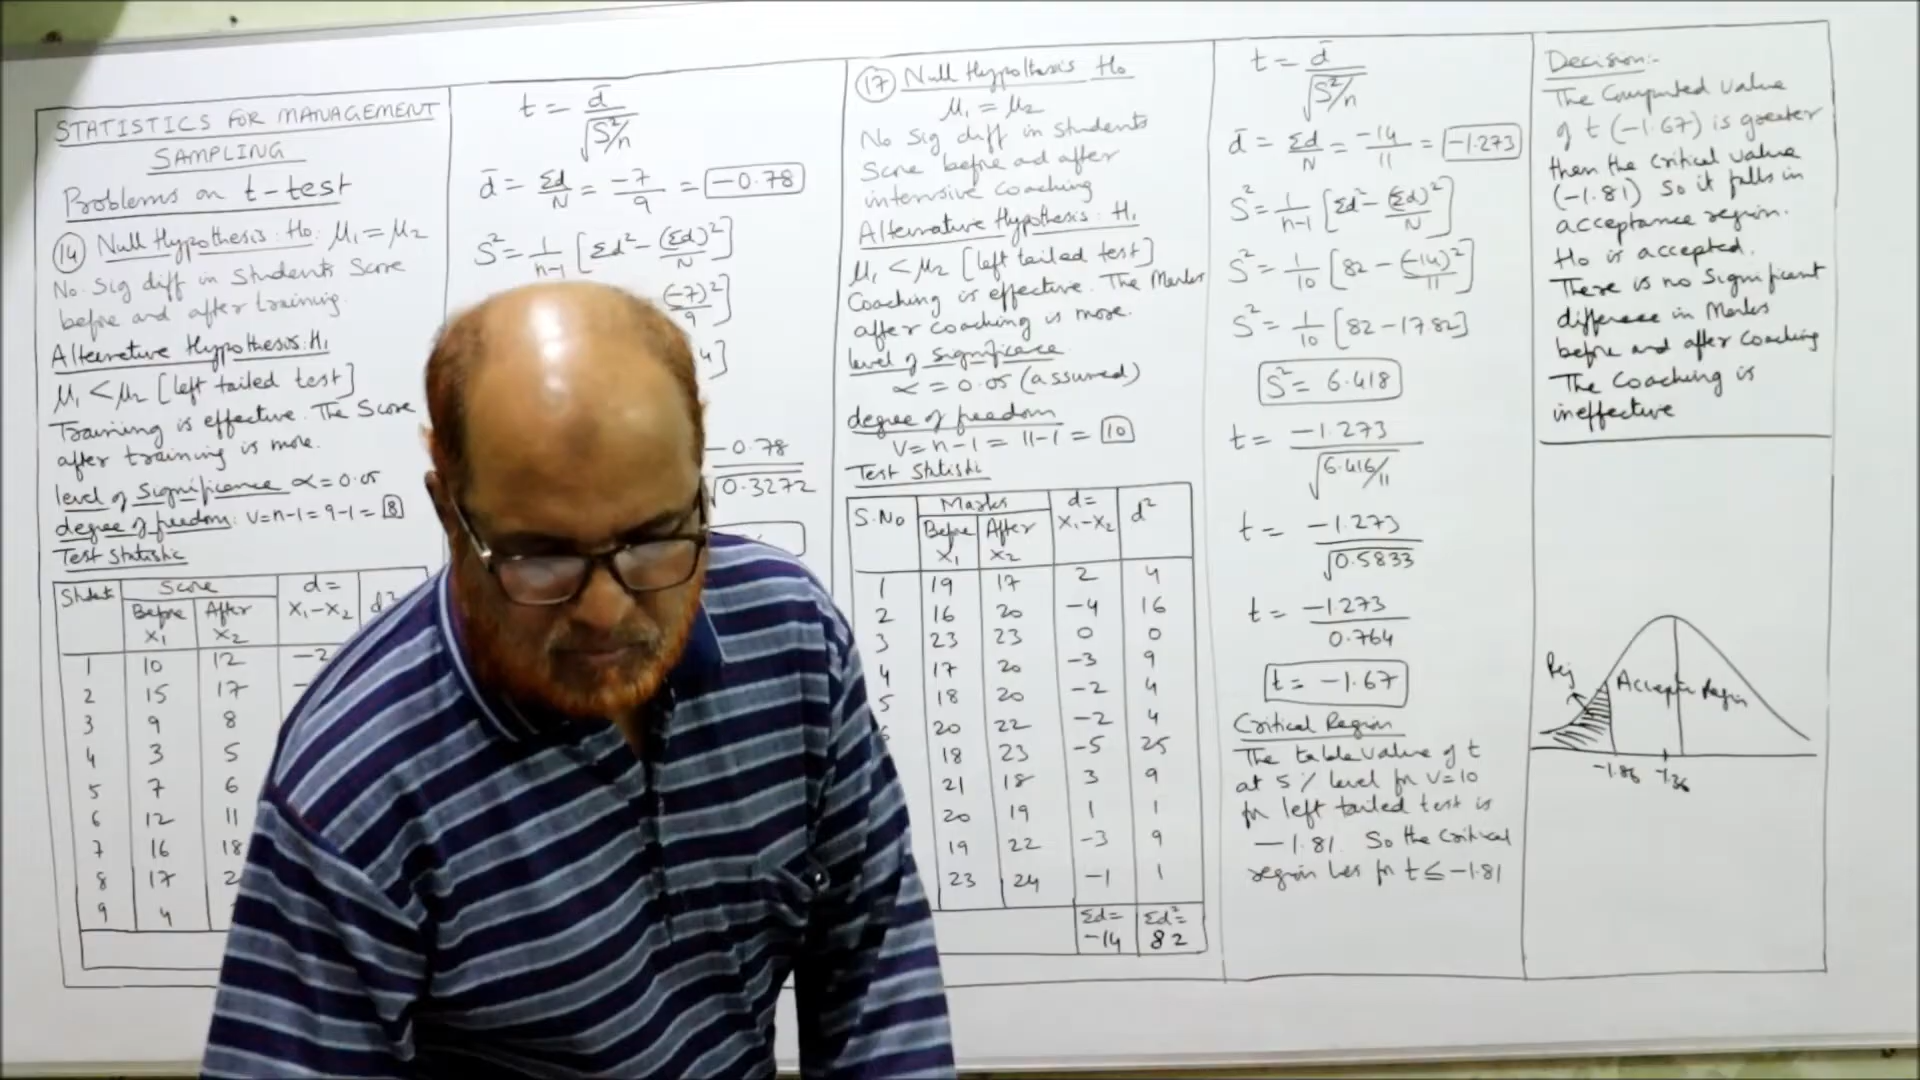 STATISTICS FOR MANAGEMENT
SAMPLING
Problems on t-test
(14) Null Hypothesis: H₀: μ₁ = μ₂
No. Sig diff in Students Score
before and after training.
Alternative Hypothesis: H₁
μ₁ < μ₂ [left tailed test]
Training is effective. The Score
after training is more.
level of Significance α = 0.05
degree of freedom: v = n-1 = 9-1 = 8
Test Statistic
Student Score d =
Before After X₁-X₂ d²
X₁ X₂
1 10 12 -2
2 15 17 -
3 9 8
4 3 5
5 7 6
6 12 11
7 16 18
8 17 2
9 4
t = d̄
√S²/n
d̄ = Σd/N = -7/9 = -0.78
S² = 1/n-1 [Σd² - (Σd)²/N]
(-7)²/9]
4]
-0.78
√0.3272
(17) Null Hypothesis H₀
μ₁ = μ₂
No Sig diff in Students
Score before and after
intensive coaching
Alternative Hypothesis: H₁
μ₁ < μ₂ [left tailed test]
Coaching is effective. The Marks
after coaching is more.
level of significance
α = 0.05 (assumed)
degree of freedom
v = n-1 = 11-1 = 10
Test Statistic
S.No Marks d = d²
Before After X₁-X₂
X₁ X₂
1 19 17 2 4
2 16 20 -4 16
3 23 23 0 0
4 17 20 -3 9
5 18 20 -2 4
6 20 22 -2 4
18 23 -5 25
21 18 3 9
20 19 1 1
19 22 -3 9
23 24 -1 1
Σd = Σd² =
-14 82
t = d̄
√S²/n
d̄ = Σd/N = -14/11 = -1.273
S² = 1/n-1 [Σd² - (Σd)²/N]
S² = 1/10 [82 - (-14)²/11]
S² = 1/10 [82 - 17.82]
S² = 6.418
t = -1.273
√6.416/11
t = -1.273
√0.5833
t = -1.273
0.764
t = -1.67
Critical Region
The table value of t
at 5% level for v=10
for left tailed test is
-1.81. So the critical
region lies for t ≤ -1.81
Decision:-
The Computed value
of t (-1.67) is greater
than the critical value
(-1.81) So it falls in
acceptance region.
H₀ is accepted.
There is no Significant
difference in Marks
before and after coaching
The Coaching is
ineffective
Rej
Accepta Region
-1.86